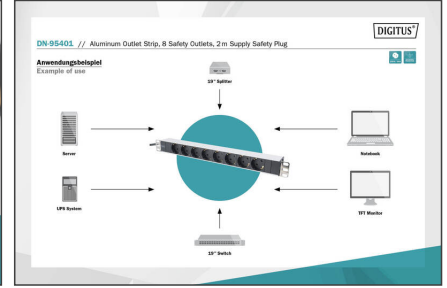 DIGITUS®
DN-95401 // Aluminum Outlet Strip, 8 Safety Outlets, 2 m Supply Safety Plug
Anwendungsbeispiel
Example of use
19" Splitter
Server
Notebook
UPS System
TFT Monitor
19" Switch